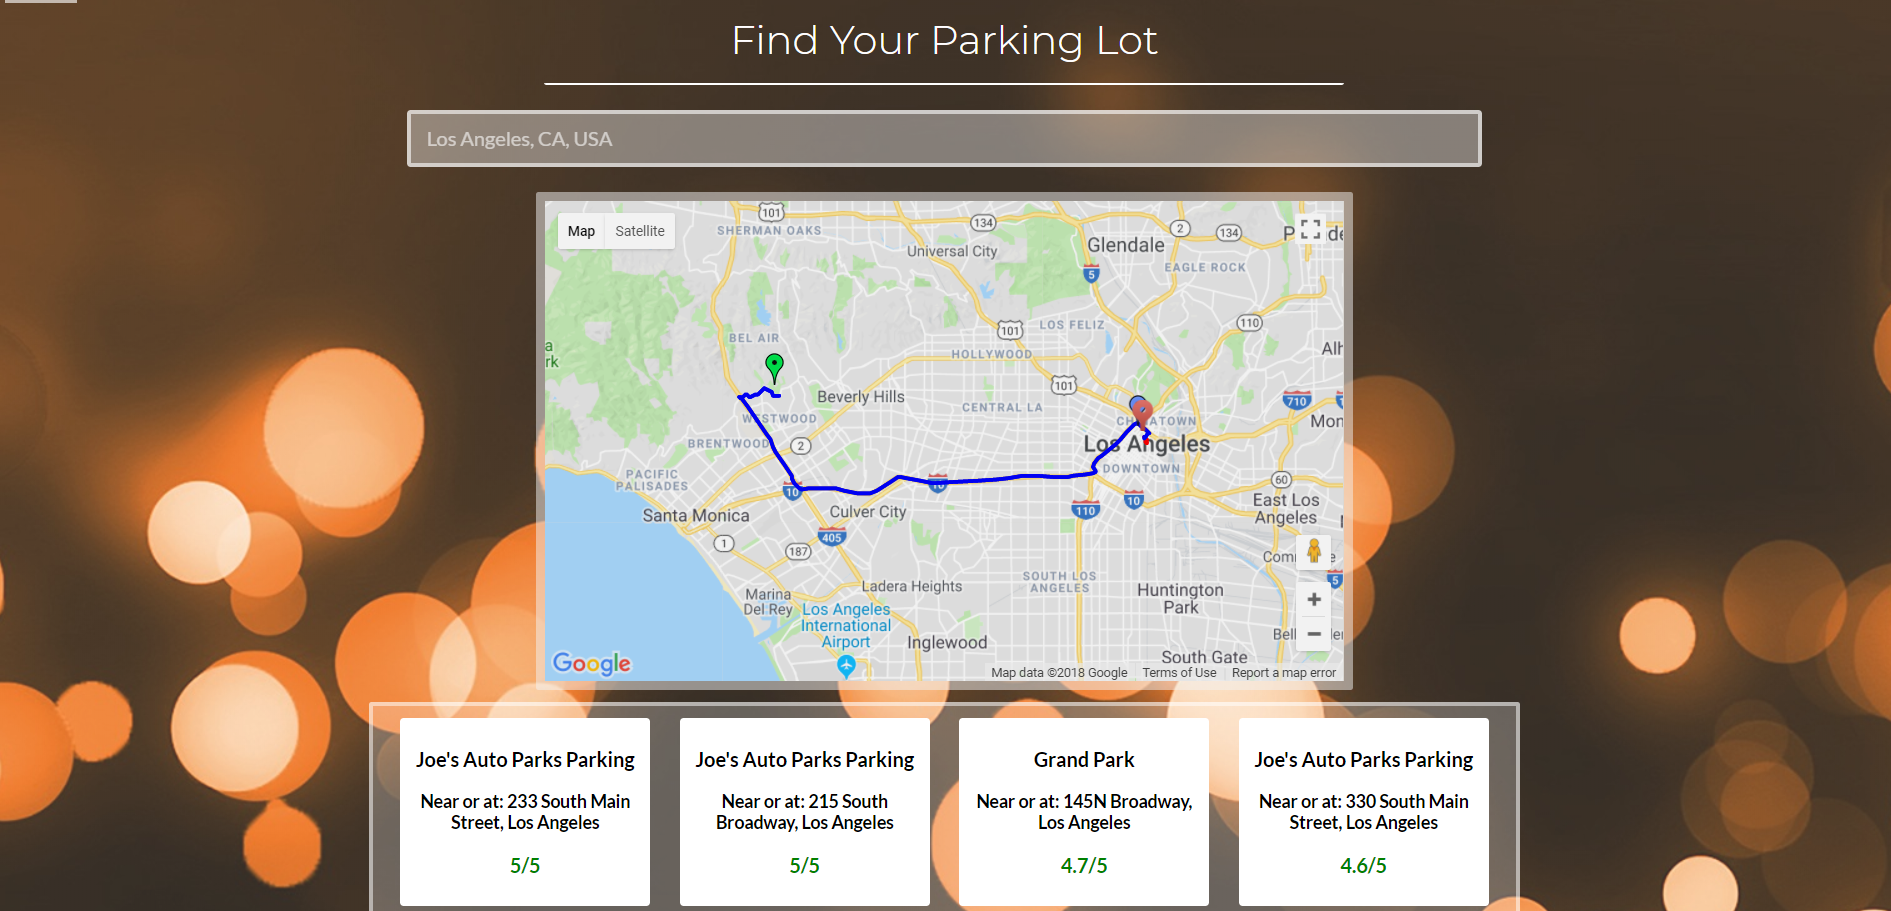 Find Your Parking Lot
Los Angeles, CA, USA
Map
Satellite
101
SHERMAN OAKS
134
Universal City
Glendale
2
134
5
EAGLE ROCK
101
LOS FELIZ
110
BEL AIR
HOLLYWOOD
101
Beverly Hills
CENTRAL LA
710
WESTWOOD
BRENTWOOD
2
Los Angeles
DOWNTOWN
PACIFIC
PALISADES
10
10
110
10
60
East Los
Angeles
Santa Monica
Culver City
1
187
405
Ladera Heights
SOUTH LOS
ANGELES
Huntington
Park
5
Marina
Del Rey
Los Angeles
International
Airport
Inglewood
South Gate
Google
Map data ©2018 Google
Terms of Use
Report a map error
Joe's Auto Parks Parking
Near or at: 233 South Main
Street, Los Angeles
5/5
Joe's Auto Parks Parking
Near or at: 215 South
Broadway, Los Angeles
5/5
Grand Park
Near or at: 145N Broadway,
Los Angeles
4.7/5
Joe's Auto Parks Parking
Near or at: 330 South Main
Street, Los Angeles
4.6/5